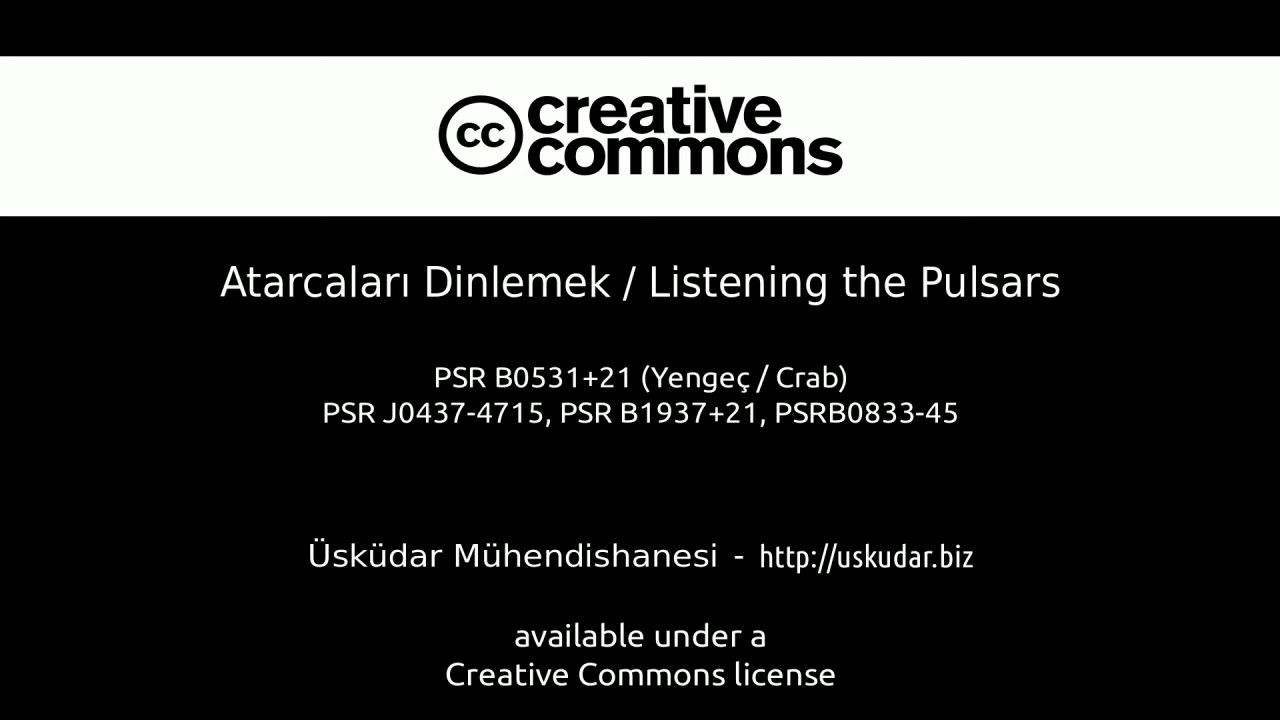 cc creative
commons
Atarcaları Dinlemek / Listening the Pulsars
PSR B0531+21 (Yengeç / Crab)
PSR J0437-4715, PSR B1937+21, PSRB0833-45
Üsküdar Mühendishanesi - http://uskudar.biz
available under a
Creative Commons license